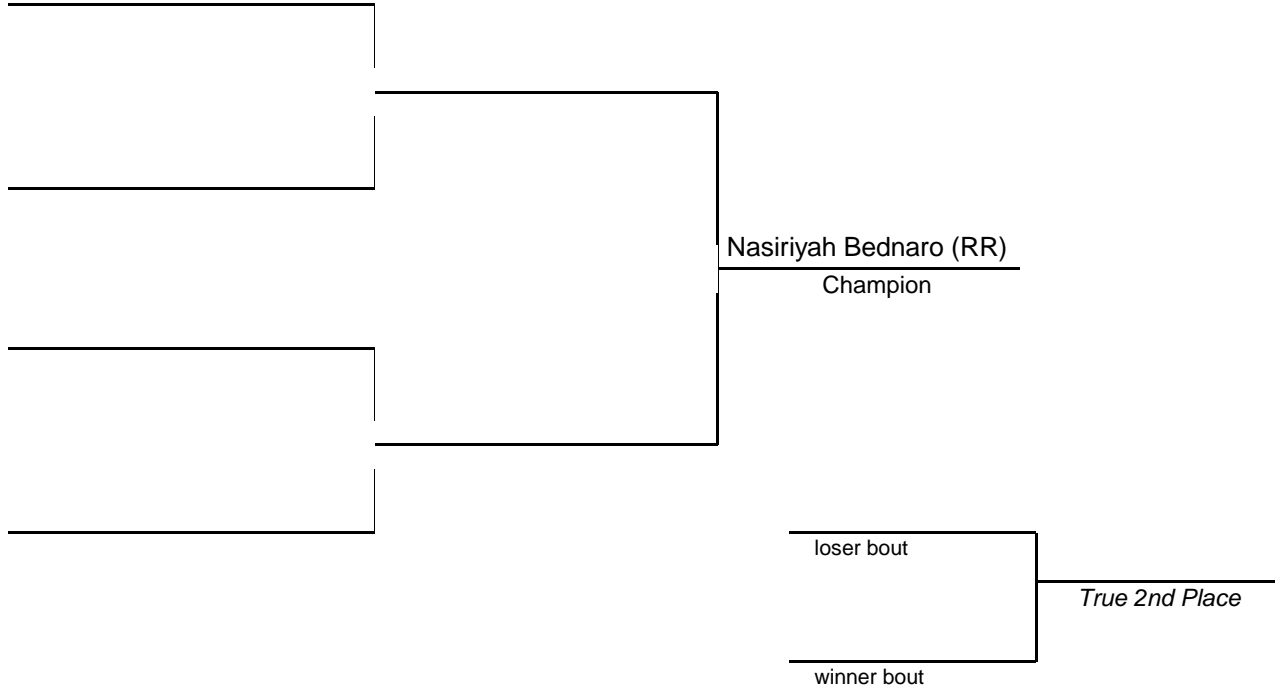 Nasiriyah Bednaro (RR)
Champion
loser bout
True 2nd Place
winner bout